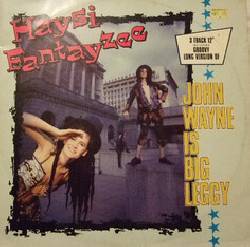 Haysi
Fantayzee
3 TRACK 12"
GROOVY
LONG VERSION OF
JOHN
WAYNE
IS
BIG
LEGGY